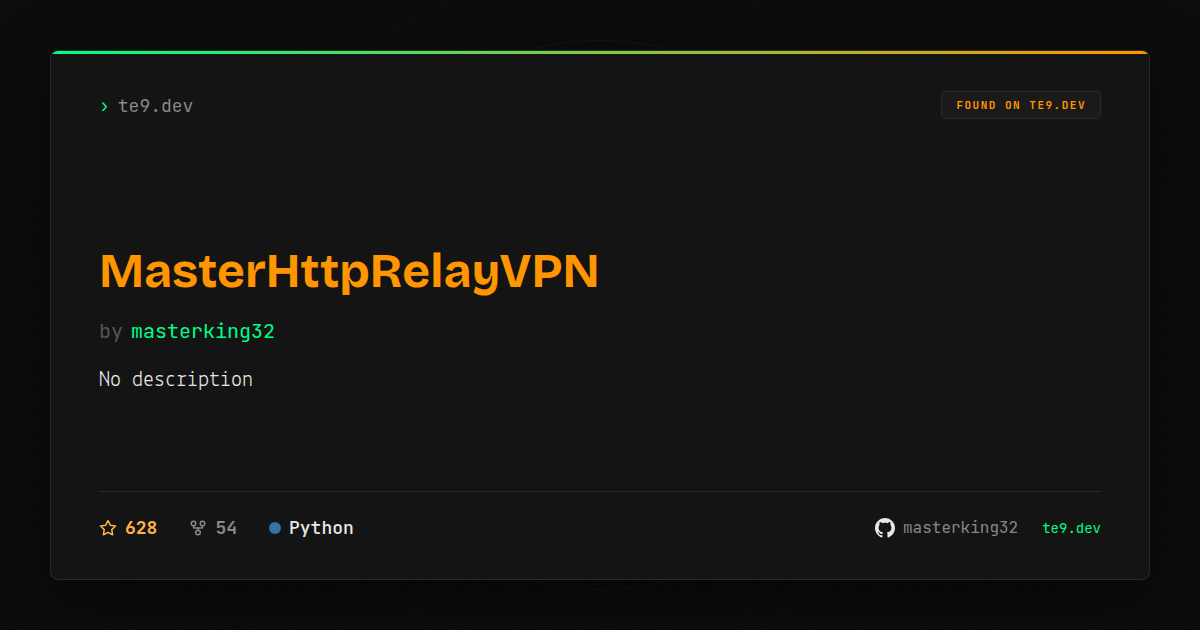 › te9.dev
FOUND ON TE9.DEV
MasterHttpRelayVPN
by masterking32
No description
628 54 Python
masterking32 te9.dev